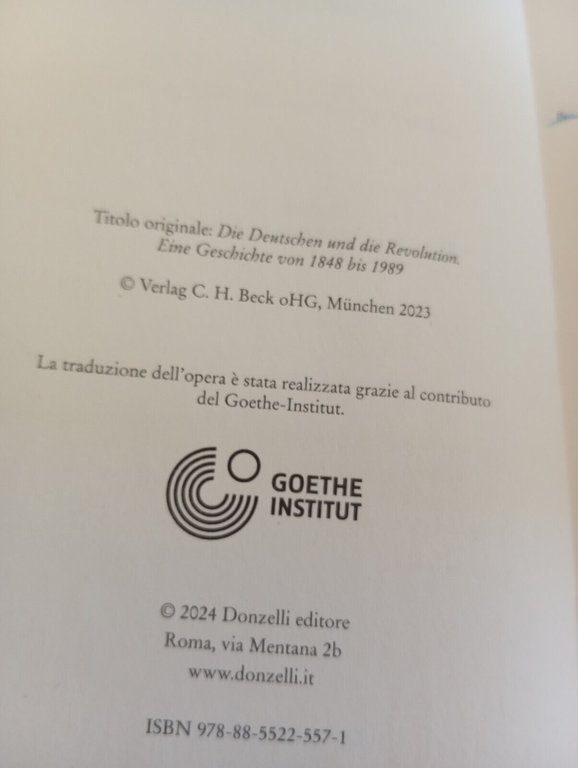 Titolo originale: Die Deutschen und die Revolution.
Eine Geschichte von 1848 bis 1989
© Verlag C. H. Beck oHG, München 2023
La traduzione dell'opera è stata realizzata grazie al contributo
del Goethe-Institut.
GOETHE
INSTITUT
© 2024 Donzelli editore
Roma, via Mentana 2b
www.donzelli.it
ISBN 978-88-5522-557-1